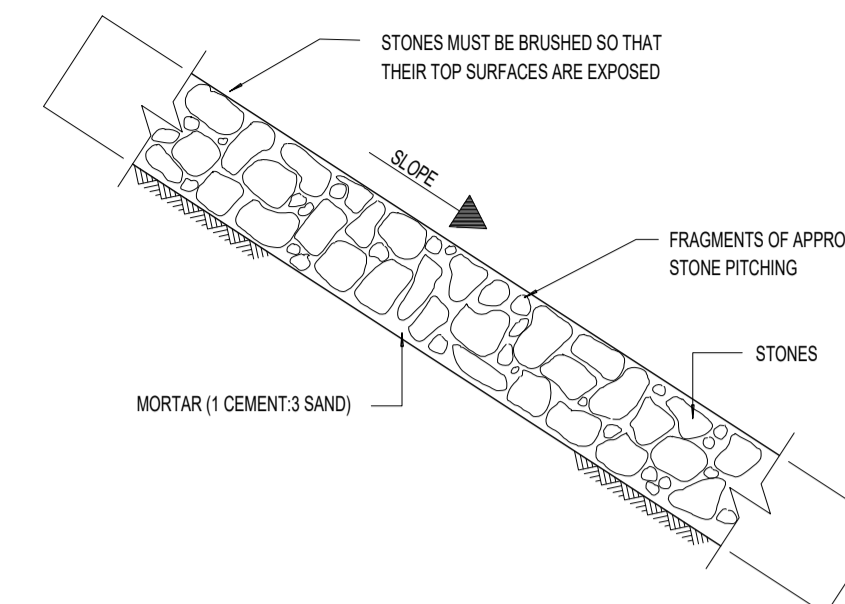 STONES MUST BE BRUSHED SO THAT
THEIR TOP SURFACES ARE EXPOSED
SLOPE
FRAGMENTS OF APPRO
STONE PITCHING
STONES
MORTAR (1 CEMENT:3 SAND)